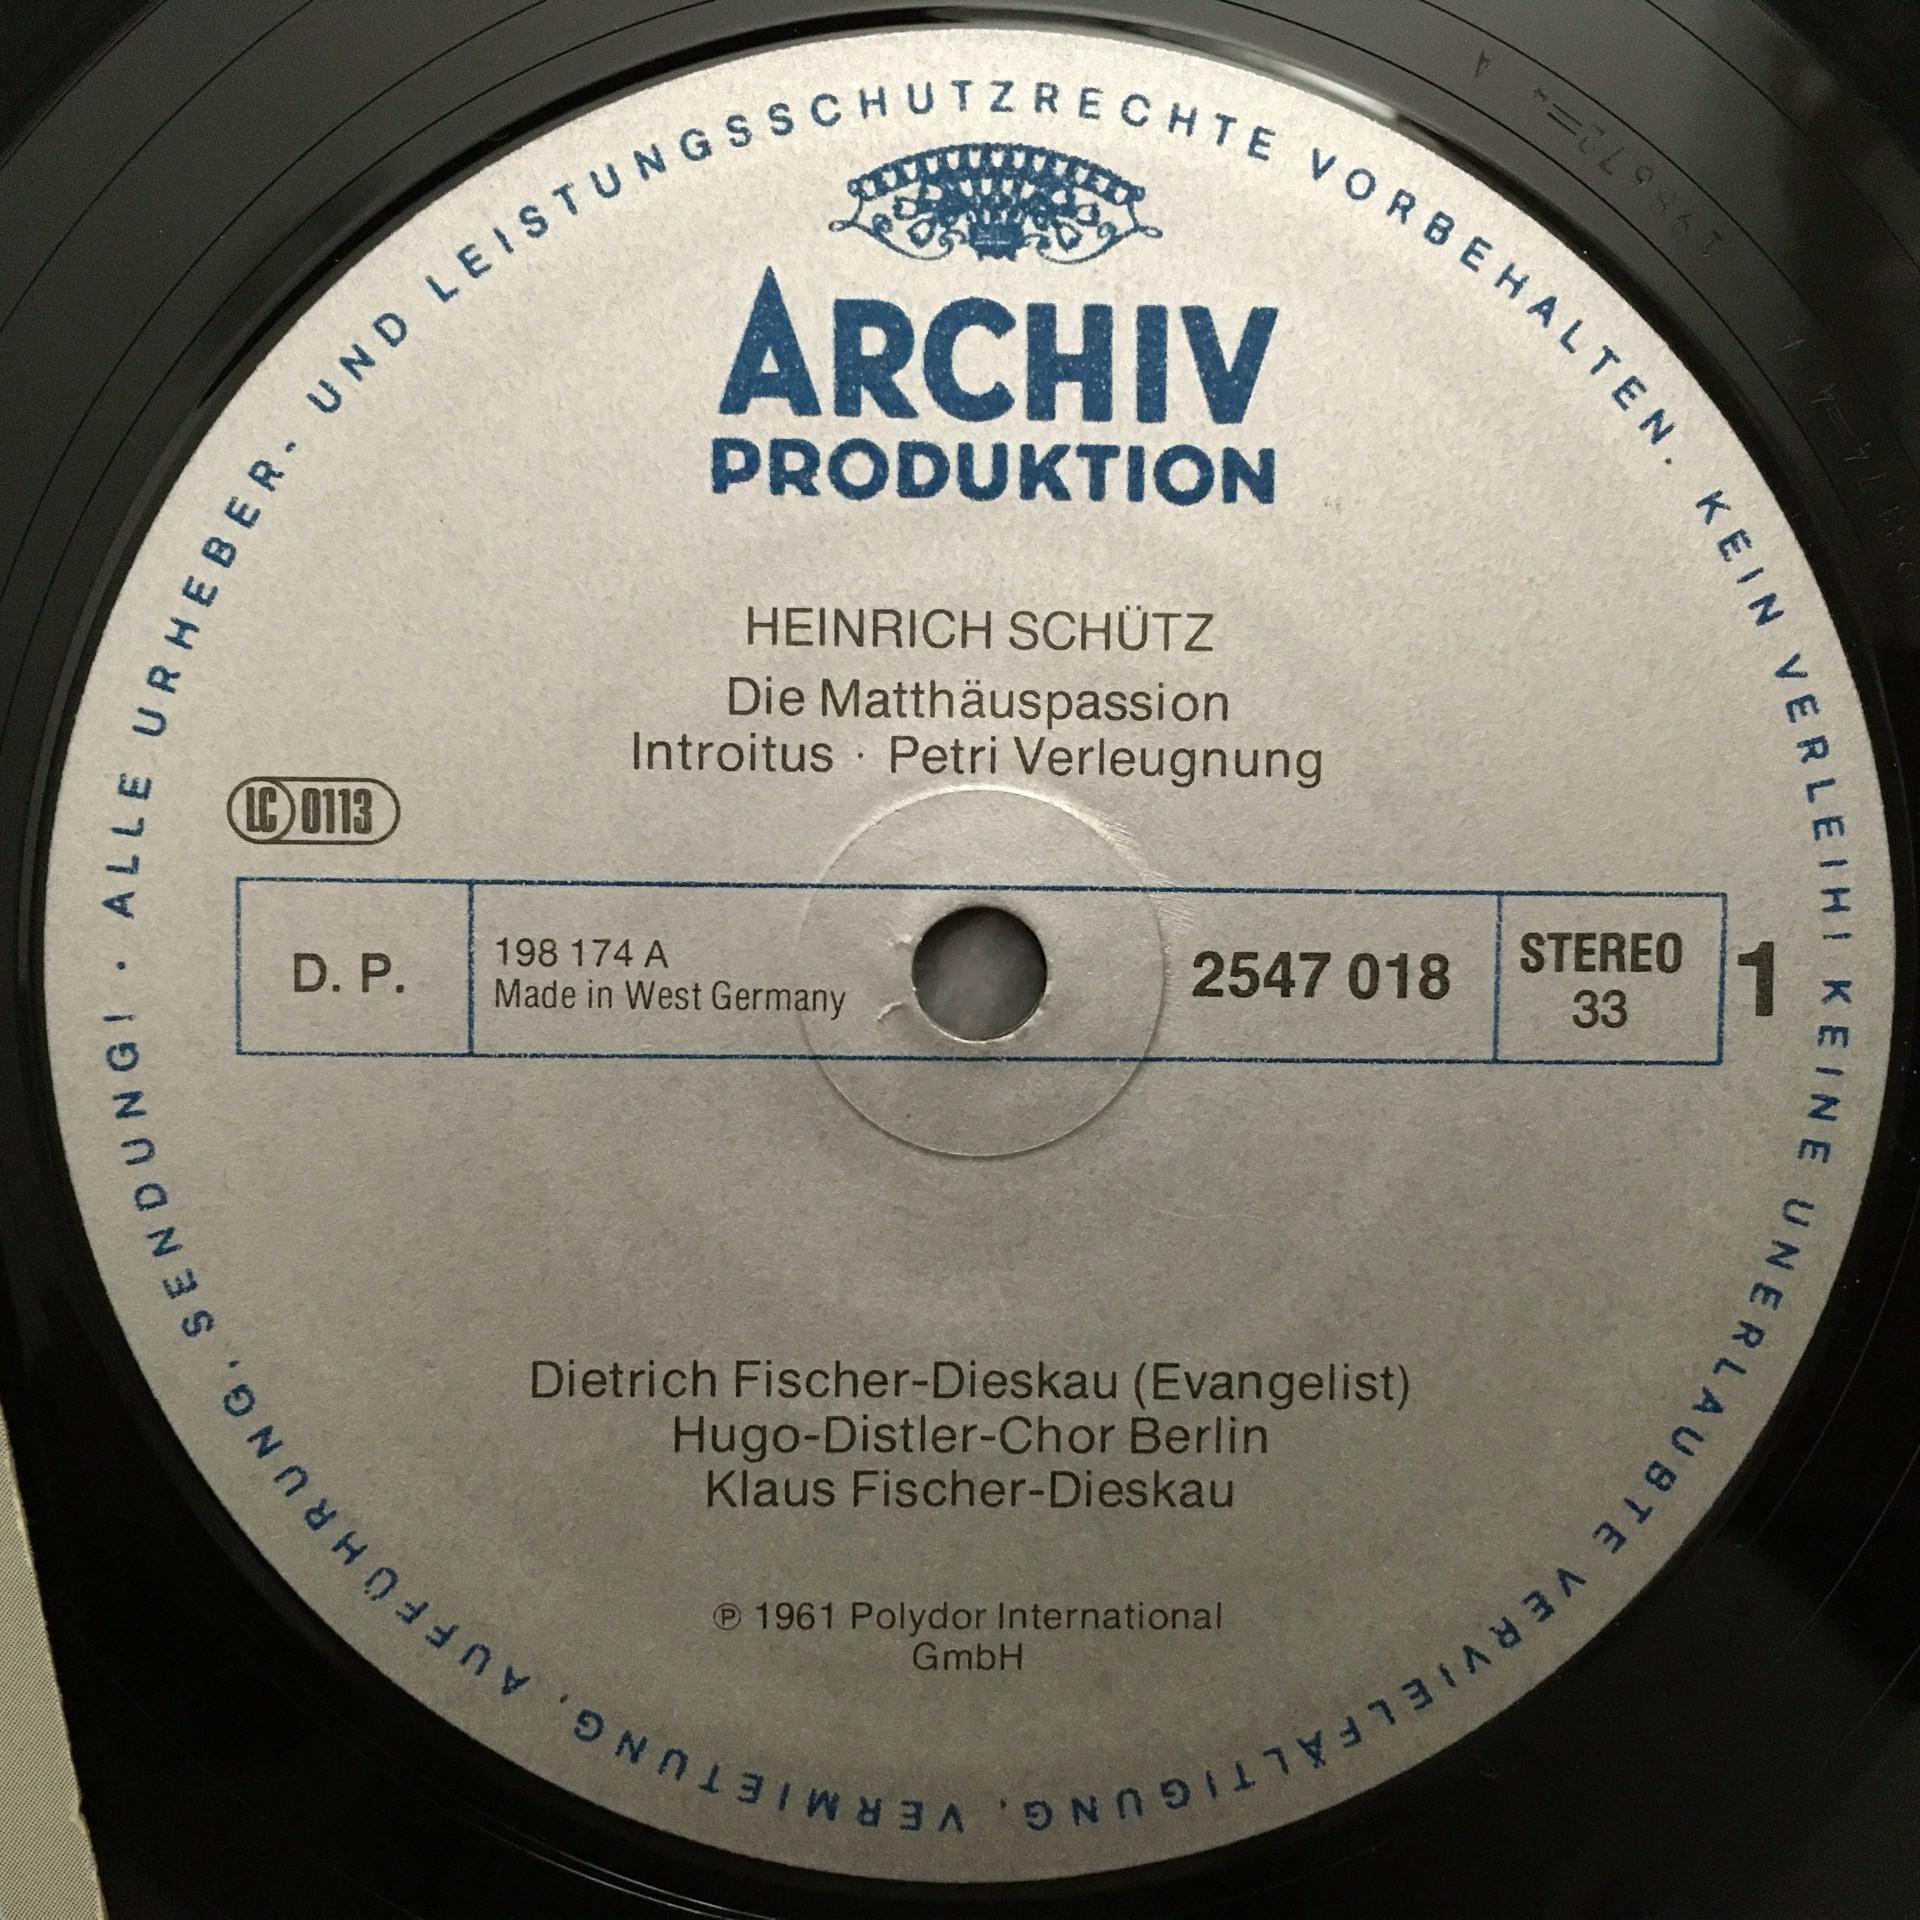 ALLE URHEBER- UND LEISTUNGSSCHUTZRECHTE VORBEHALTEN. KEIN VERLEIH! KEINE UNERLAUBTE VERVIELFÄLTIGUNG, VERMIETUNG, AUFFÜHRUNG, SENDUNG! ·
ARCHIV
PRODUKTION
HEINRICH SCHÜTZ
Die Matthäuspassion
Introitus · Petri Verleugnung
LC 0113
D. P.
198 174 A
Made in West Germany
2547 018
STEREO
33
1
Dietrich Fischer-Dieskau (Evangelist)
Hugo-Distler-Chor Berlin
Klaus Fischer-Dieskau
℗ 1961 Polydor International
GmbH